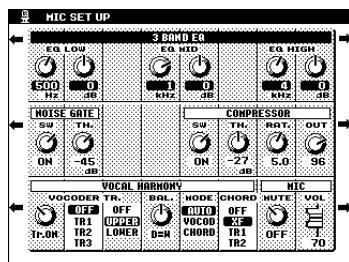 MIC SET UP
3 BAND EQ
EQ LOW EQ MID EQ HIGH
500 0 1 0 4 0
Hz dB kHz dB kHz dB
NOISE GATE COMPRESSOR
SW TH. SW TH. RAT. OUT
ON -45 ON -27 5.0 96
dB dB
VOCAL HARMONY MIC
VOCODER TR. BAL. MODE CHORD MUTE VOL
OFF OFF AUTO OFF
TR1 UPPER VOCOD XF
TR2 LOWER CHORD TR1
Tr.ON TR3 D=W TR2 OFF 70